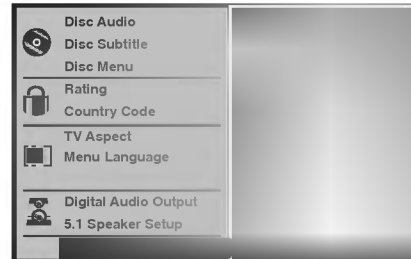 Disc Audio
Disc Subtitle
Disc Menu
Rating
Country Code
TV Aspect
Menu Language
Digital Audio Output
5.1 Speaker Setup